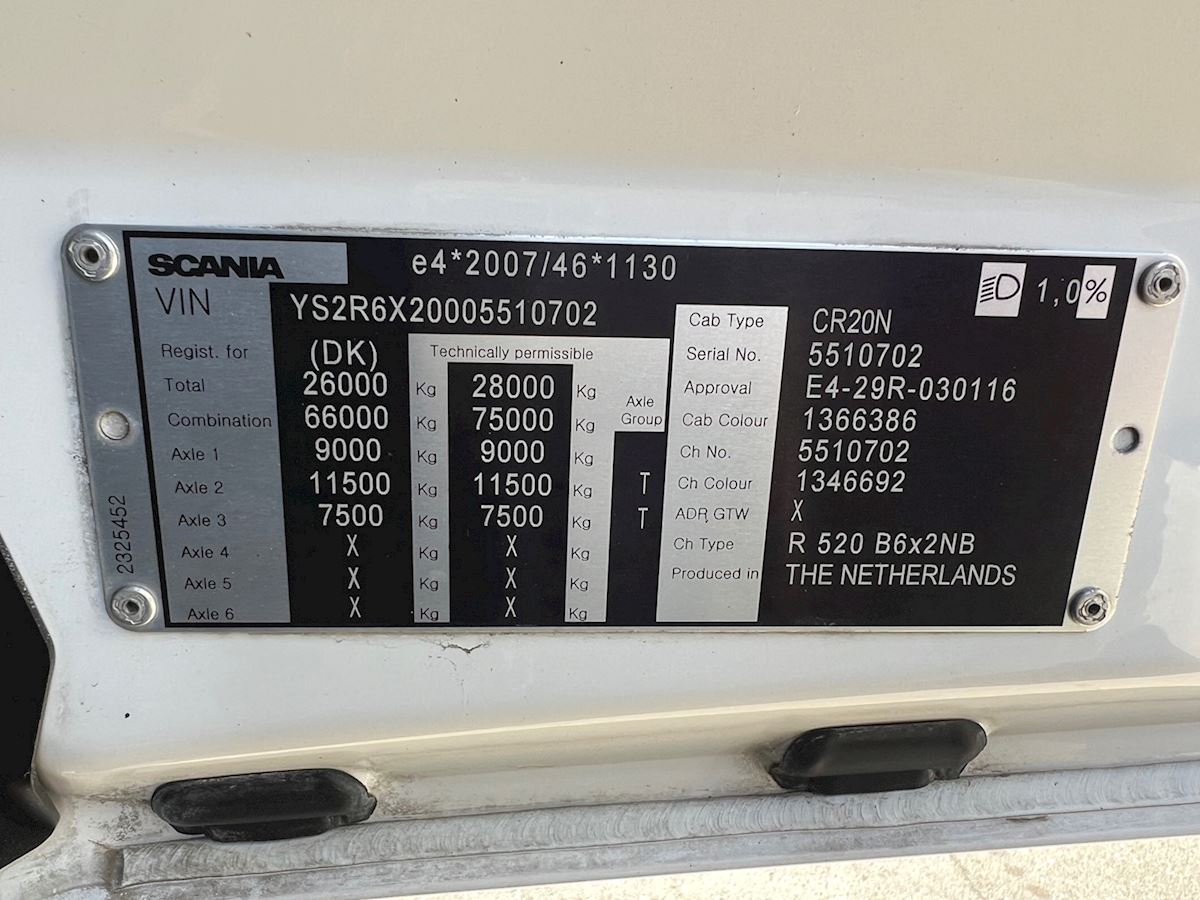 SCANIA e4*2007/46*1130 1,0%
VIN YS2R6X20005510702
Regist. for (DK) Technically permissible
Total 26000 Kg 28000 Kg Axle Group
Combination 66000 Kg 75000 Kg
Axle 1 9000 Kg 9000 Kg
Axle 2 11500 Kg 11500 Kg T
Axle 3 7500 Kg 7500 Kg T
Axle 4 X Kg X Kg
Axle 5 X Kg X Kg
Axle 6 X Kg X Kg
Cab Type CR20N
Serial No. 5510702
Approval E4-29R-030116
Cab Colour 1366386
Ch No. 5510702
Ch Colour 1346692
ADR, GTW X
Ch Type R 520 B6x2NB
Produced in THE NETHERLANDS
2325452